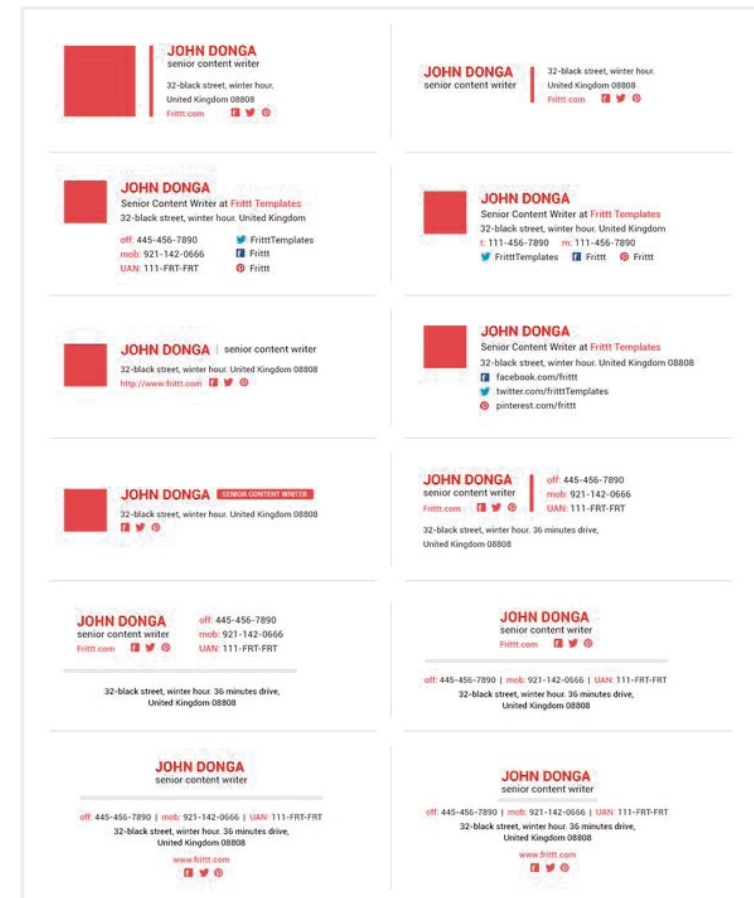 JOHN DONGA
senior content writer
32-black street, winter hour.
United Kingdom 08808
Frittt.com
JOHN DONGA
senior content writer
32-black street, winter hour.
United Kingdom 08808
Frittt.com
JOHN DONGA
Senior Content Writer at Frittt Templates
32-black street, winter hour. United Kingdom
off: 445-456-7890 FritttTemplates
mob: 921-142-0666 Frittt
UAN: 111-FRT-FRT Frittt
JOHN DONGA
Senior Content Writer at Frittt Templates
32-black street, winter hour. United Kingdom
t: 111-456-7890 m: 111-456-7890
FritttTemplates Frittt Frittt
JOHN DONGA | senior content writer
32-black street, winter hour. United Kingdom 08808
http://www.frittt.com
JOHN DONGA
Senior Content Writer at Frittt Templates
32-black street, winter hour. United Kingdom 08808
facebook.com/frittt
twitter.com/fritttTemplates
pinterest.com/frittt
JOHN DONGA SENIOR CONTENT WRITER
32-black street, winter hour. United Kingdom 08808
JOHN DONGA
senior content writer
Frittt.com
off: 445-456-7890
mob: 921-142-0666
UAN: 111-FRT-FRT
32-black street, winter hour. 36 minutes drive,
United Kingdom 08808
JOHN DONGA
senior content writer
Frittt.com
off: 445-456-7890
mob: 921-142-0666
UAN: 111-FRT-FRT
32-black street, winter hour. 36 minutes drive,
United Kingdom 08808
JOHN DONGA
senior content writer
Frittt.com
off: 445-456-7890 | mob: 921-142-0666 | UAN: 111-FRT-FRT
32-black street, winter hour. 36 minutes drive,
United Kingdom 08808
JOHN DONGA
senior content writer
off: 445-456-7890 | mob: 921-142-0666 | UAN: 111-FRT-FRT
32-black street, winter hour. 36 minutes drive,
United Kingdom 08808
www.frittt.com
JOHN DONGA
senior content writer
off: 445-456-7890 | mob: 921-142-0666 | UAN: 111-FRT-FRT
32-black street, winter hour. 36 minutes drive,
United Kingdom 08808
www.frittt.com